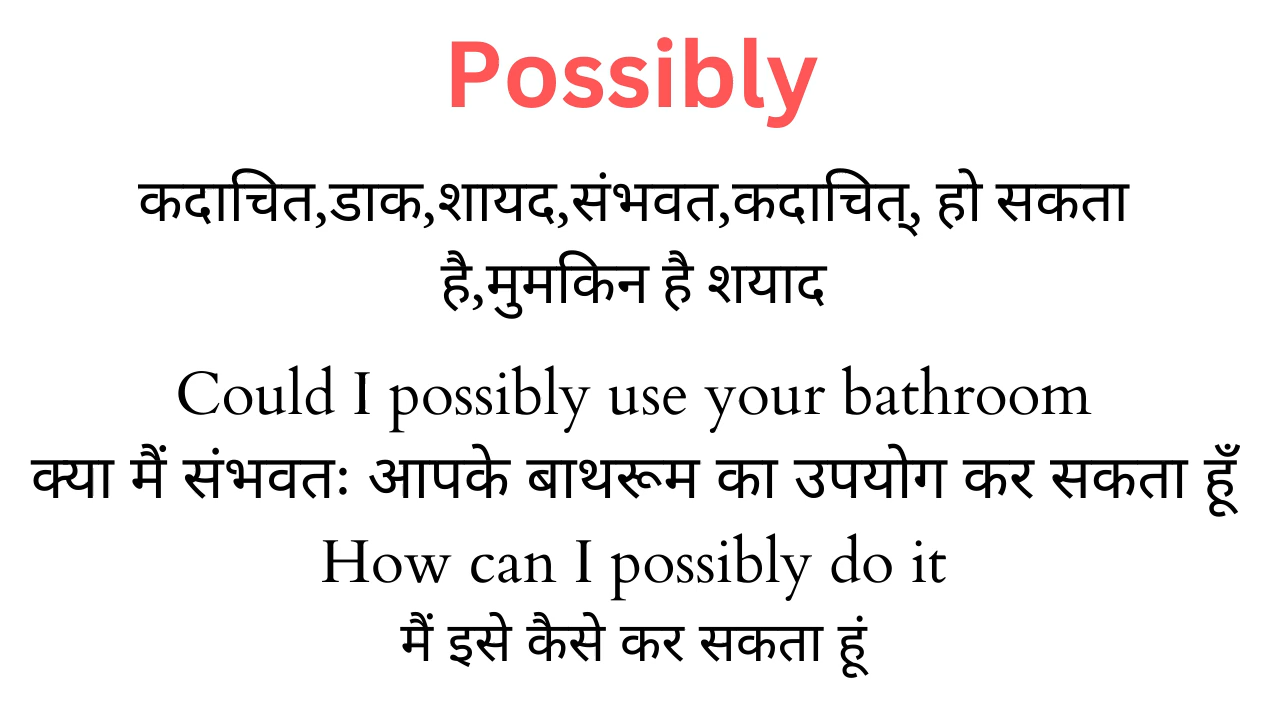 Possibly
कदाचित,डाक,शायद,संभवत,कदाचित्, हो सकता
है,मुमकिन है शयाद
Could I possibly use your bathroom
क्या मैं संभवतः आपके बाथरूम का उपयोग कर सकता हूँ
How can I possibly do it
मैं इसे कैसे कर सकता हूं